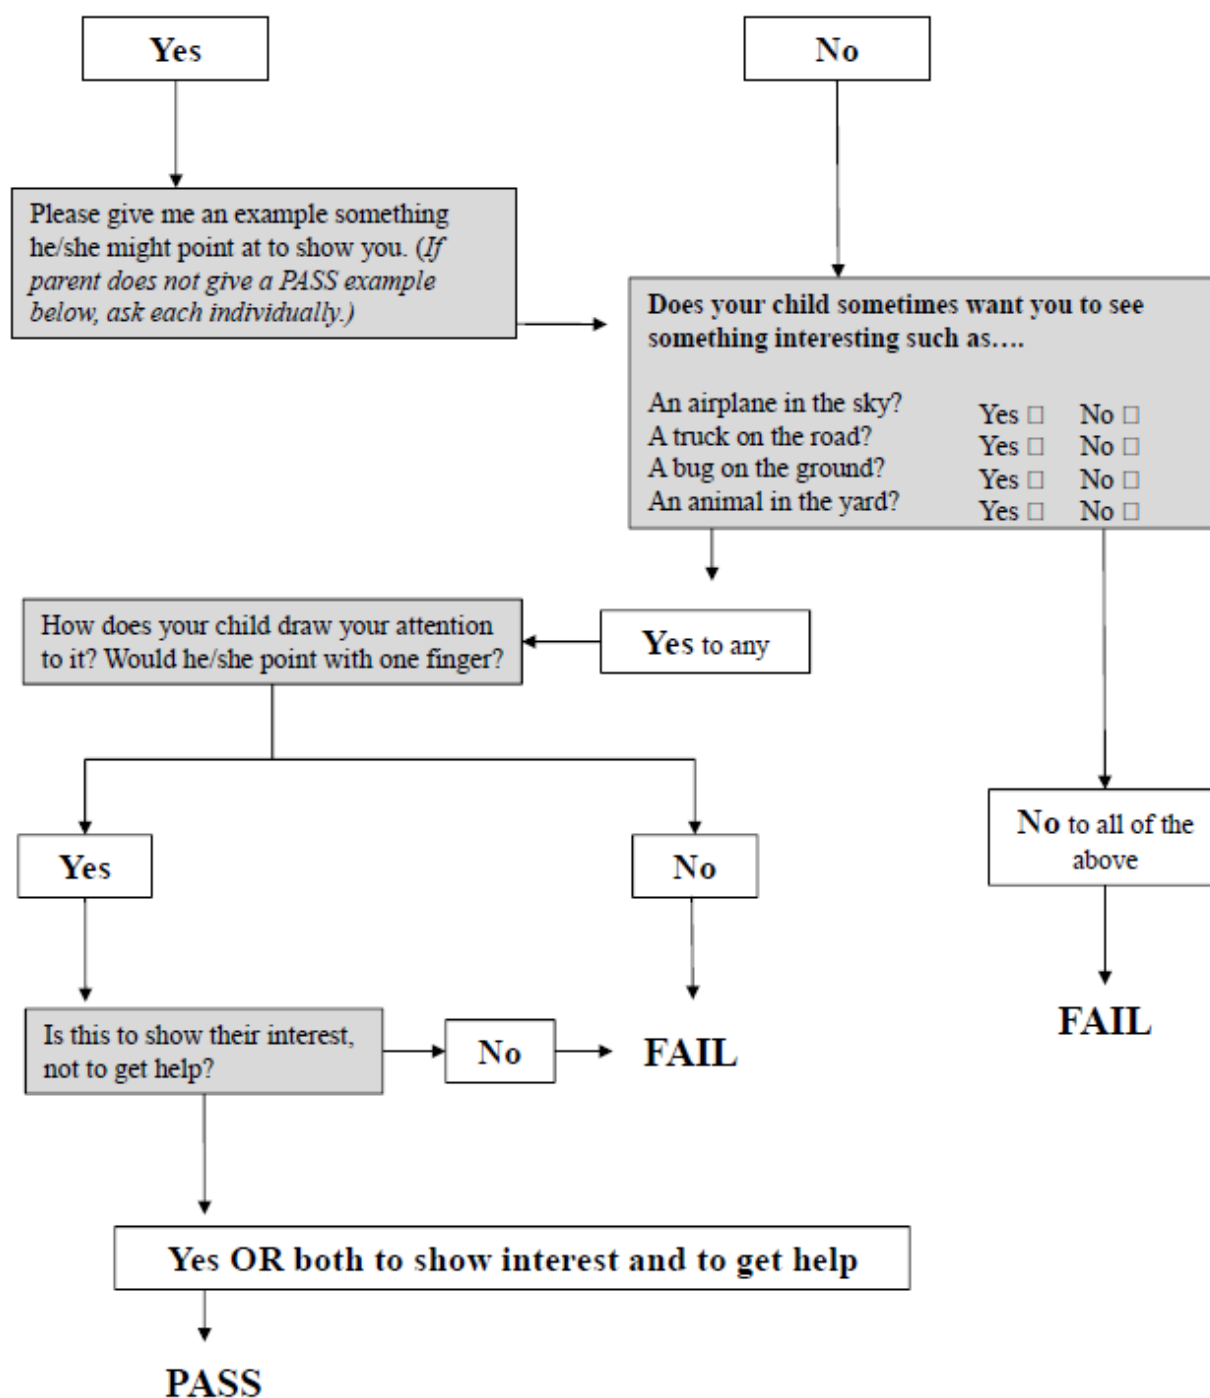 Yes
No
Please give me an example something
he/she might point at to show you. (If
parent does not give a PASS example
below, ask each individually.)
Does your child sometimes want you to see
something interesting such as….
An airplane in the sky? Yes □ No □
A truck on the road? Yes □ No □
A bug on the ground? Yes □ No □
An animal in the yard? Yes □ No □
How does your child draw your attention
to it? Would he/she point with one finger?
Yes to any
Yes
No
No to all of the
above
Is this to show their interest,
not to get help?
No
FAIL
FAIL
Yes OR both to show interest and to get help
PASS